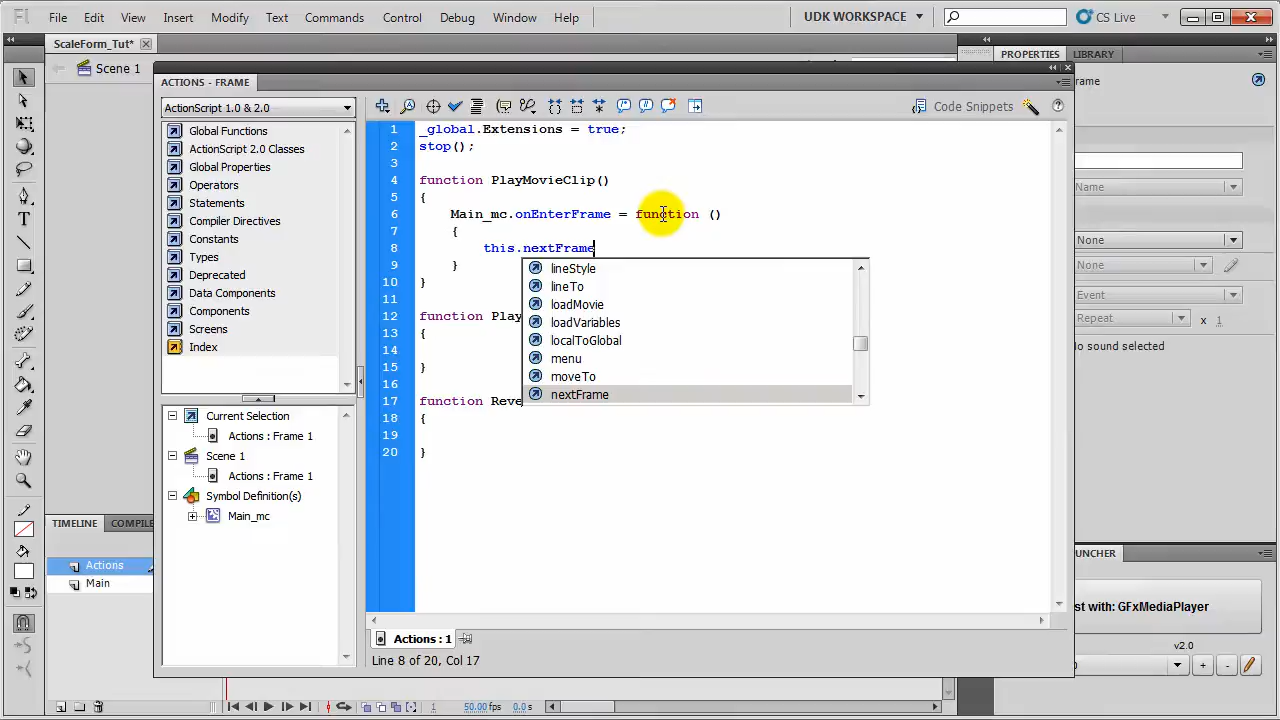 Fl File Edit View Insert Modify Text Commands Control Debug Window Help UDK WORKSPACE CS Live
ScaleForm_Tut* PROPERTIES LIBRARY
Scene 1
ACTIONS - FRAME
ActionScript 1.0 & 2.0
Code Snippets
Global Functions
ActionScript 2.0 Classes
Global Properties
Operators
Statements
Compiler Directives
Constants
Types
Deprecated
Data Components
Components
Screens
Index
Current Selection
Actions : Frame 1
Scene 1
Actions : Frame 1
Symbol Definition(s)
Main_mc
1 _global.Extensions = true;
2 stop();
3
4 function PlayMovieClip()
5 {
6 Main_mc.onEnterFrame = function ()
7 {
8 this.nextFrame
9 }
10 }
11
12 function Play
13 {
14
15 }
16
17 function Reve
18 {
19
20 }
lineStyle
lineTo
loadMovie
loadVariables
localToGlobal
menu
moveTo
nextFrame
Actions : 1
Line 8 of 20, Col 17
ame
Name
None
None
Event
Repeat x 1
lo sound selected
TIMELINE COMPILE
Actions
Main
1 50.00 fps 0.0 s
UNCHER
st with: GFxMediaPlayer
v2.0
+ -